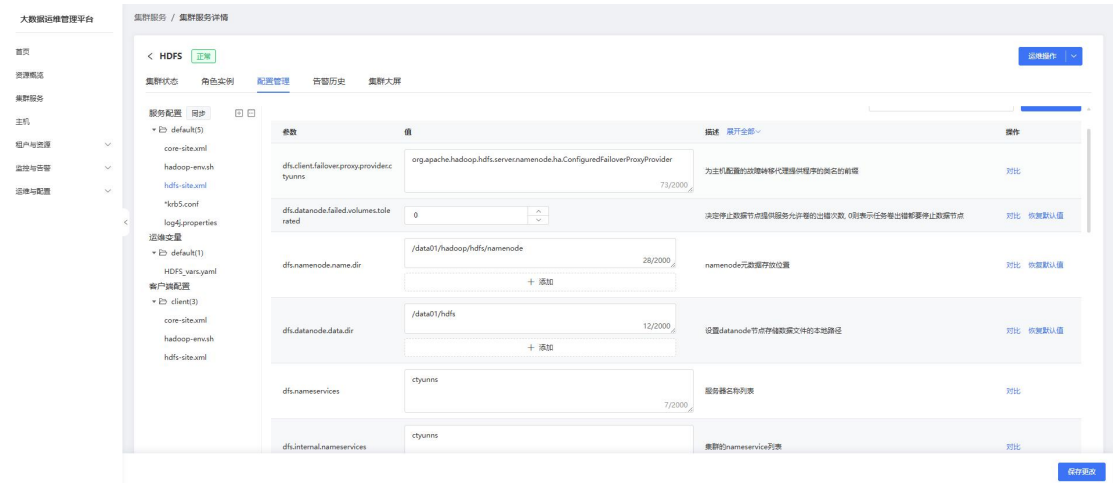 大数据运维管理平台
集群服务 / 集群服务详情
首页
资源概览
集群服务
主机
租户与资源
监控与告警
运维与配置
HDFS 正常
运维操作
集群状态 角色实例 配置管理 告警历史 集群大屏
服务配置 同步
default(5)
core-site.xml
hadoop-env.sh
hdfs-site.xml
*krb5.conf
log4j.properties
运维变量
default(1)
HDFS_vars.yaml
客户端配置
client(3)
core-site.xml
hadoop-env.sh
hdfs-site.xml
参数 值 描述 展开全部 操作
dfs.client.failover.proxy.provider.c
tyunns
org.apache.hadoop.hdfs.server.namenode.ha.ConfiguredFailoverProxyProvider
73/2000
为主机配置的故障转移代理提供程序的类名的前缀
对比
dfs.datanode.failed.volumes.tole
rated
0
决定停止数据节点提供服务允许卷的出错次数, 0则表示任务卷出错都要停止数据节点
对比 恢复默认值
dfs.namenode.name.dir
/data01/hadoop/hdfs/namenode
28/2000
+ 添加
namenode元数据存放位置
对比 恢复默认值
dfs.datanode.data.dir
/data01/hdfs
12/2000
+ 添加
设置datanode节点存储数据文件的本地路径
对比 恢复默认值
dfs.nameservices
ctyunns
7/2000
服务器名称列表
对比
dfs.internal.nameservices
ctyunns
集群的nameservice列表
对比
保存更改